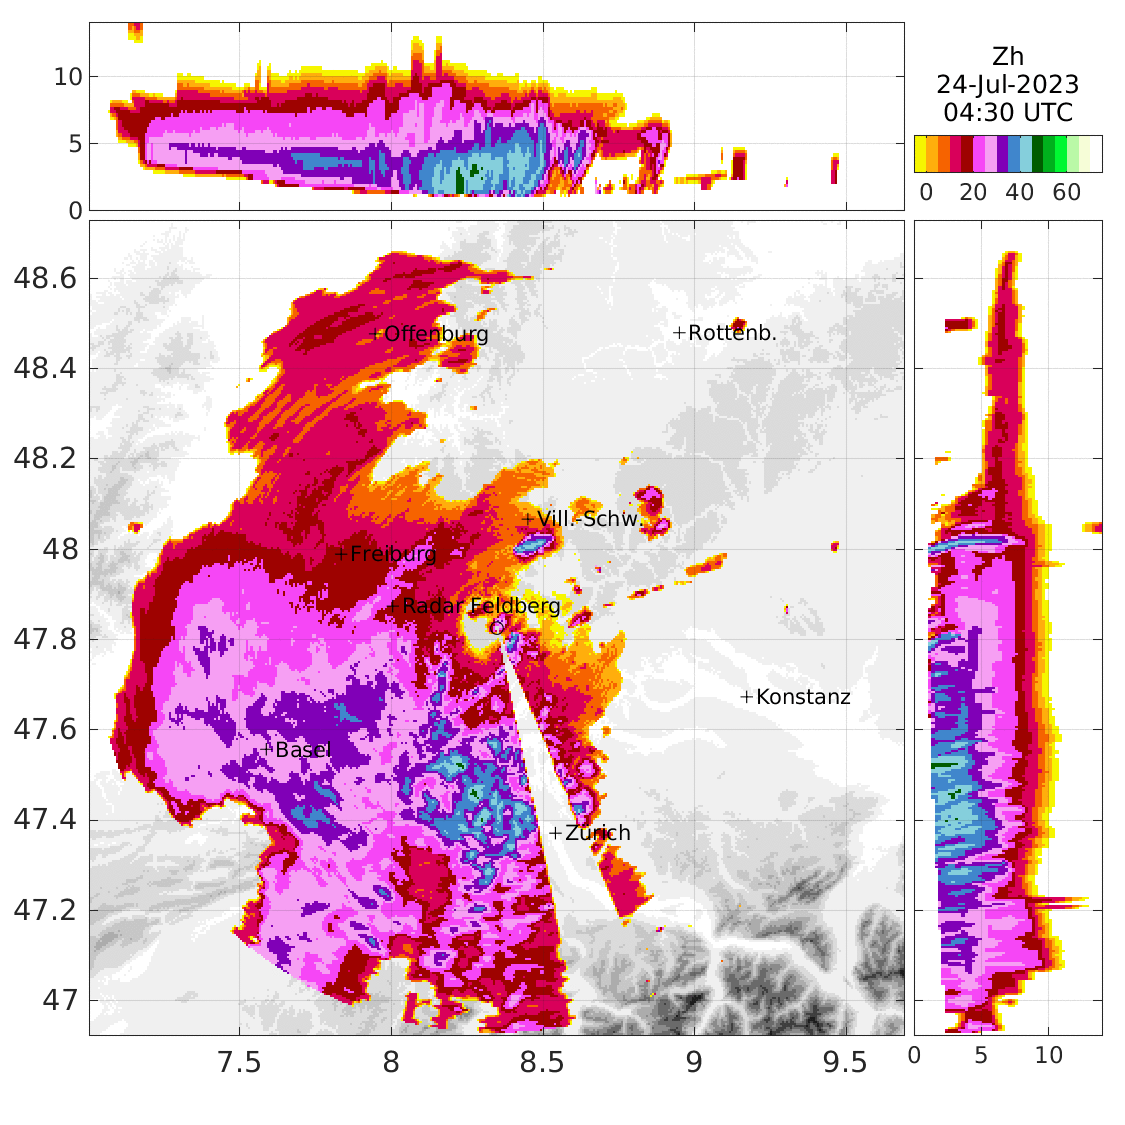 10
5
0
Zh
24-Jul-2023
04:30 UTC
0 20 40 60
48.6
48.4
48.2
48
47.8
47.6
47.4
47.2
47
+Offenburg
+Rottenb.
+Vill.-Schw.
+Freiburg
+Radar Feldberg
+Konstanz
+Basel
+Zürich
7.5 8 8.5 9 9.5
0 5 10